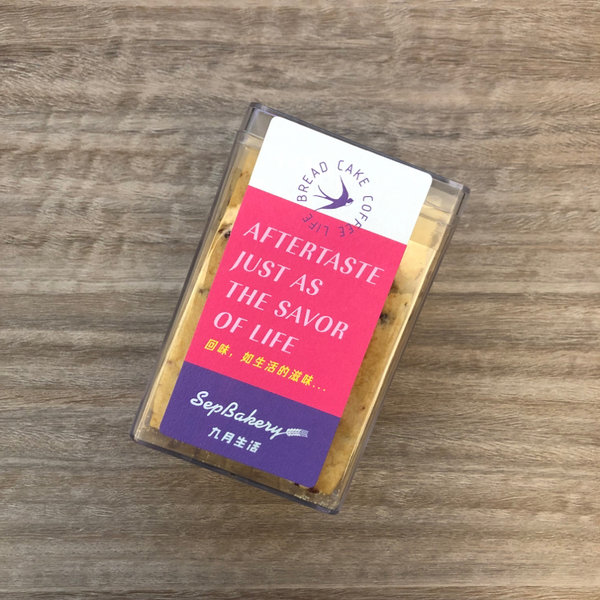 BREAD CAKE COFFEE LIFE
AFTERTASTE
JUST AS
THE SAVOR
OF LIFE
回味，如生活的滋味...
SepBakery
九月生活